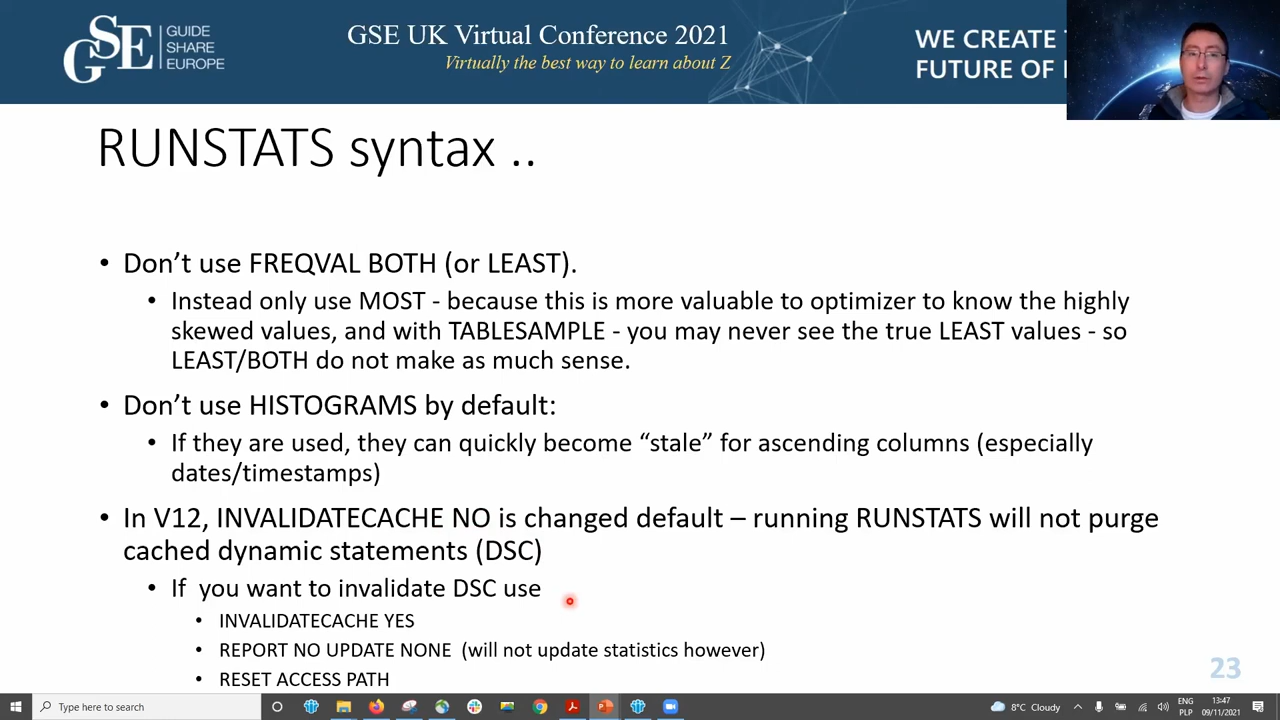 GSE
GUIDE
SHARE
EUROPE
GSE UK Virtual Conference 2021
Virtually the best way to learn about Z
WE CREATE
FUTURE OF
RUNSTATS syntax ..
• Don’t use FREQVAL BOTH (or LEAST).
• Instead only use MOST - because this is more valuable to optimizer to know the highly
skewed values, and with TABLESAMPLE - you may never see the true LEAST values - so
LEAST/BOTH do not make as much sense.
• Don’t use HISTOGRAMS by default:
• If they are used, they can quickly become “stale” for ascending columns (especially
dates/timestamps)
• In V12, INVALIDATECACHE NO is changed default – running RUNSTATS will not purge
cached dynamic statements (DSC)
• If  you want to invalidate DSC use
• INVALIDATECACHE YES
• REPORT NO UPDATE NONE  (will not update statistics however)
• RESET ACCESS PATH
23
Type here to search
8°C Cloudy
ENG
PLP
13:47
09/11/2021